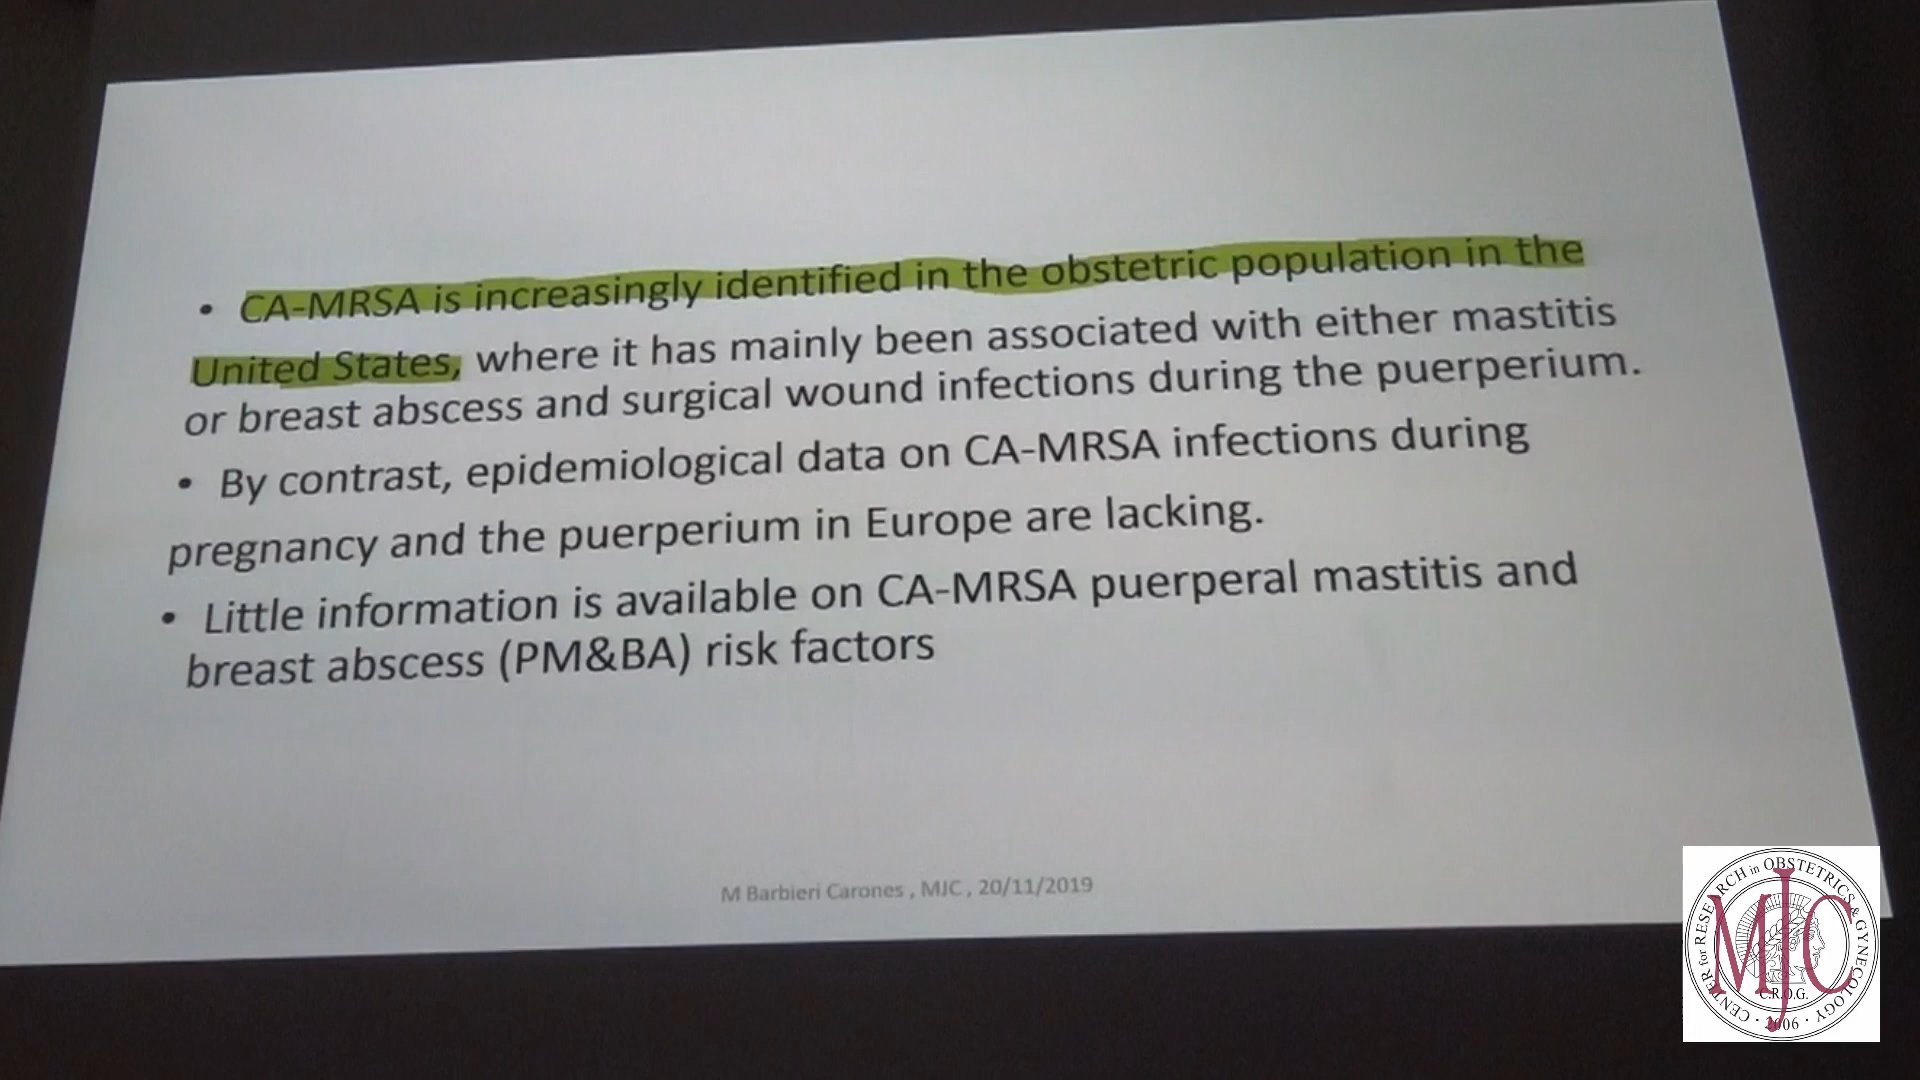 • CA-MRSA is increasingly identified in the obstetric population in the
United States, where it has mainly been associated with either mastitis
or breast abscess and surgical wound infections during the puerperium.
• By contrast, epidemiological data on CA-MRSA infections during
pregnancy and the puerperium in Europe are lacking.
• Little information is available on CA-MRSA puerperal mastitis and
breast abscess (PM&BA) risk factors
M Barbieri Carones , MJC , 20/11/2019
CENTER for RESEARCH in OBSTETRICS & GYNECOLOGY
MJC
C.R.O.G.
· 2006 ·